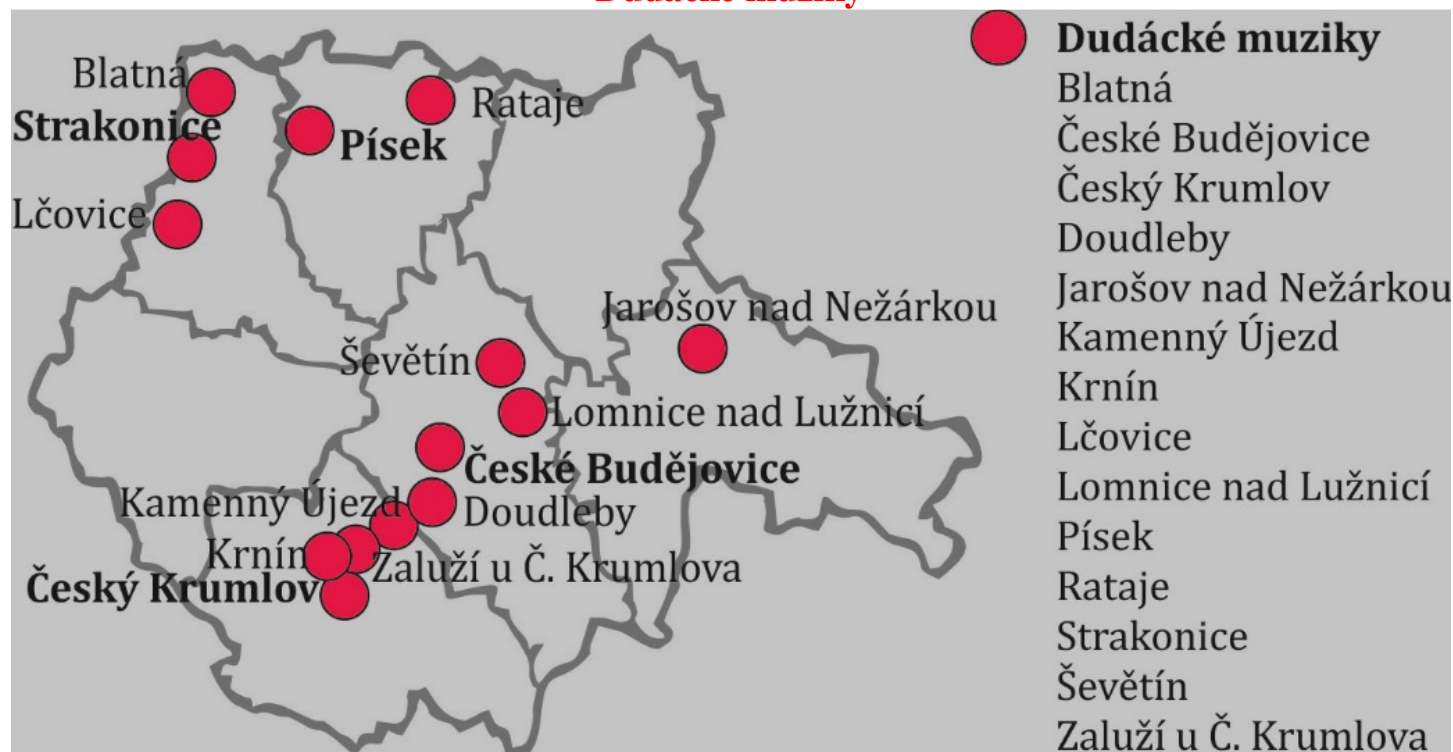 Dudácké muziky
Blatná
Strakonice
Rataje
Písek
Lčovice
Jarošov nad Nežárkou
Ševětín
Lomnice nad Lužnicí
České Budějovice
Kamenný Újezd
Doudleby
Krnín
Zaluží u Č. Krumlova
Český Krumlov
Dudácké muziky
Blatná
České Budějovice
Český Krumlov
Doudleby
Jarošov nad Nežárkou
Kamenný Újezd
Krnín
Lčovice
Lomnice nad Lužnicí
Písek
Rataje
Strakonice
Ševětín
Zaluží u Č. Krumlova